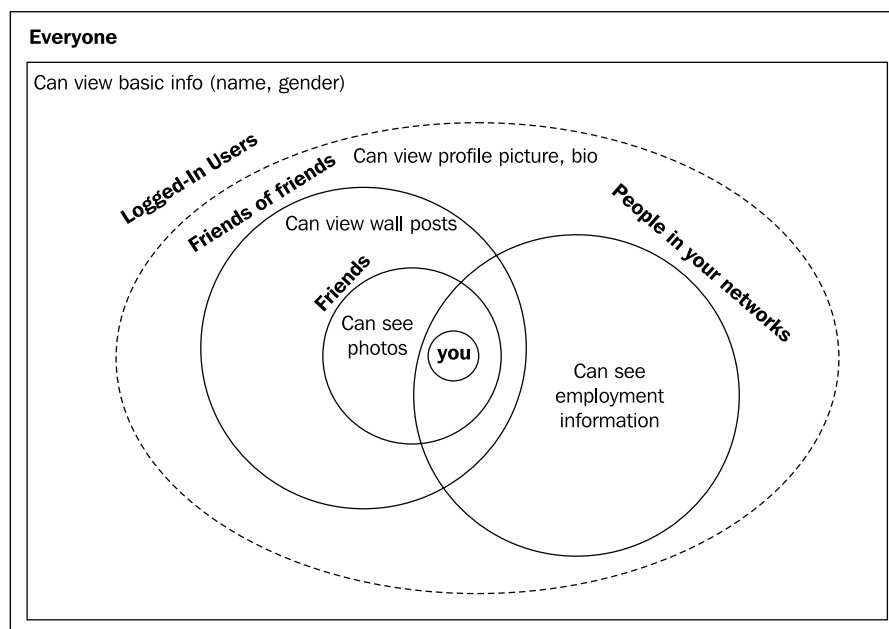 Everyone
Can view basic info (name, gender)
Logged-In Users
Can view profile picture, bio
Friends of friends
Can view wall posts
People in your networks
Friends
Can see
photos
you
Can see
employment
information